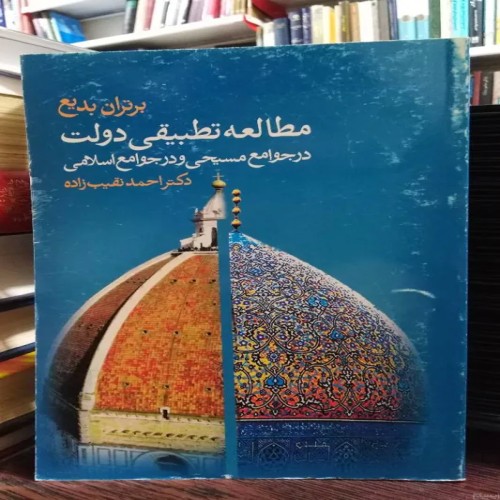 برتران بدیع
مطالعه تطبیقی دولت
در جوامع مسیحی و در جوامع اسلامی
دکتر احمد نقیب‌زاده